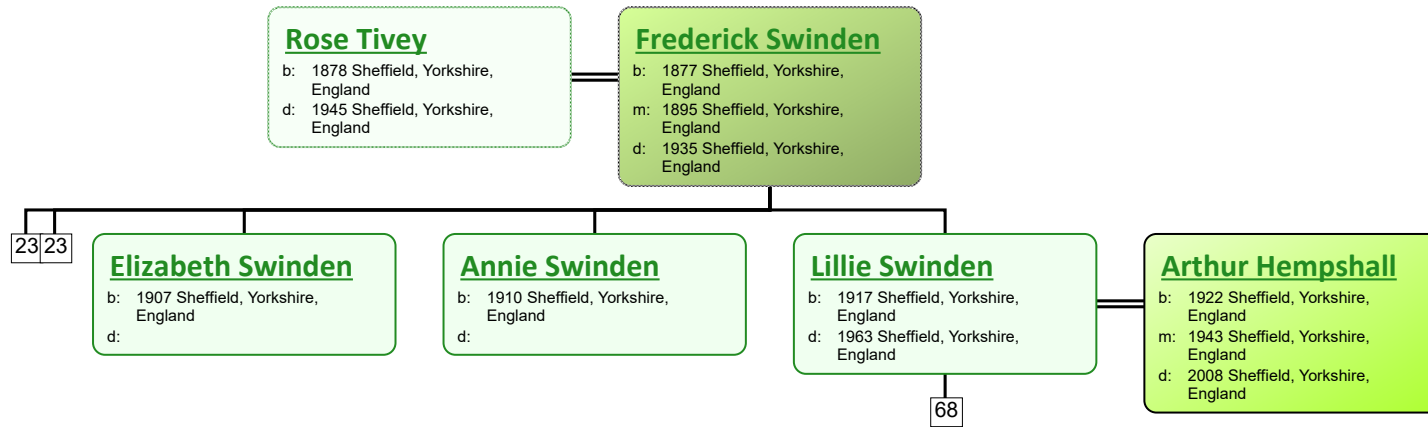 Rose Tivey
b: 1878 Sheffield, Yorkshire,
England
d: 1945 Sheffield, Yorkshire,
England
Frederick Swinden
b: 1877 Sheffield, Yorkshire,
England
m: 1895 Sheffield, Yorkshire,
England
d: 1935 Sheffield, Yorkshire,
England
23 23
Elizabeth Swinden
b: 1907 Sheffield, Yorkshire,
England
d:
Annie Swinden
b: 1910 Sheffield, Yorkshire,
England
d:
Lillie Swinden
b: 1917 Sheffield, Yorkshire,
England
d: 1963 Sheffield, Yorkshire,
England
Arthur Hempshall
b: 1922 Sheffield, Yorkshire,
England
m: 1943 Sheffield, Yorkshire,
England
d: 2008 Sheffield, Yorkshire,
England
68